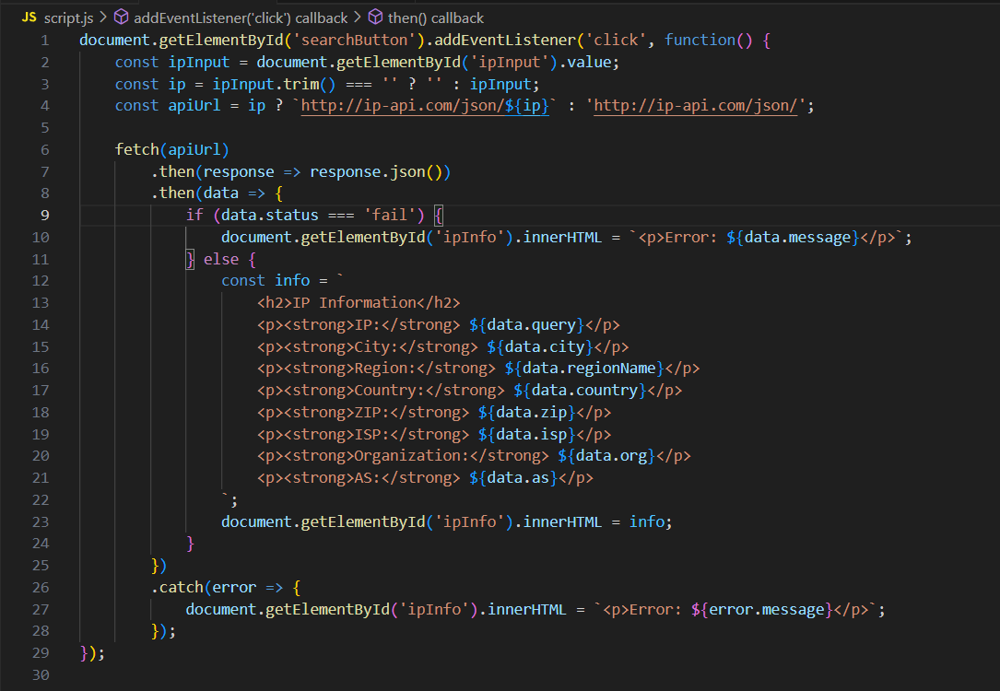 JS script.js > addEventListener('click') callback > then() callback
1 document.getElementById('searchButton').addEventListener('click', function() {
2     const ipInput = document.getElementById('ipInput').value;
3     const ip = ipInput.trim() === '' ? '' : ipInput;
4     const apiUrl = ip ? `http://ip-api.com/json/${ip}` : 'http://ip-api.com/json/';
5
6     fetch(apiUrl)
7         .then(response => response.json())
8         .then(data => {
9             if (data.status === 'fail') {
10                 document.getElementById('ipInfo').innerHTML = `<p>Error: ${data.message}</p>`;
11             } else {
12                 const info = `
13                     <h2>IP Information</h2>
14                     <p><strong>IP:</strong> ${data.query}</p>
15                     <p><strong>City:</strong> ${data.city}</p>
16                     <p><strong>Region:</strong> ${data.regionName}</p>
17                     <p><strong>Country:</strong> ${data.country}</p>
18                     <p><strong>ZIP:</strong> ${data.zip}</p>
19                     <p><strong>ISP:</strong> ${data.isp}</p>
20                     <p><strong>Organization:</strong> ${data.org}</p>
21                     <p><strong>AS:</strong> ${data.as}</p>
22                 `;
23                 document.getElementById('ipInfo').innerHTML = info;
24             }
25         })
26         .catch(error => {
27             document.getElementById('ipInfo').innerHTML = `<p>Error: ${error.message}</p>`;
28         });
29 });
30